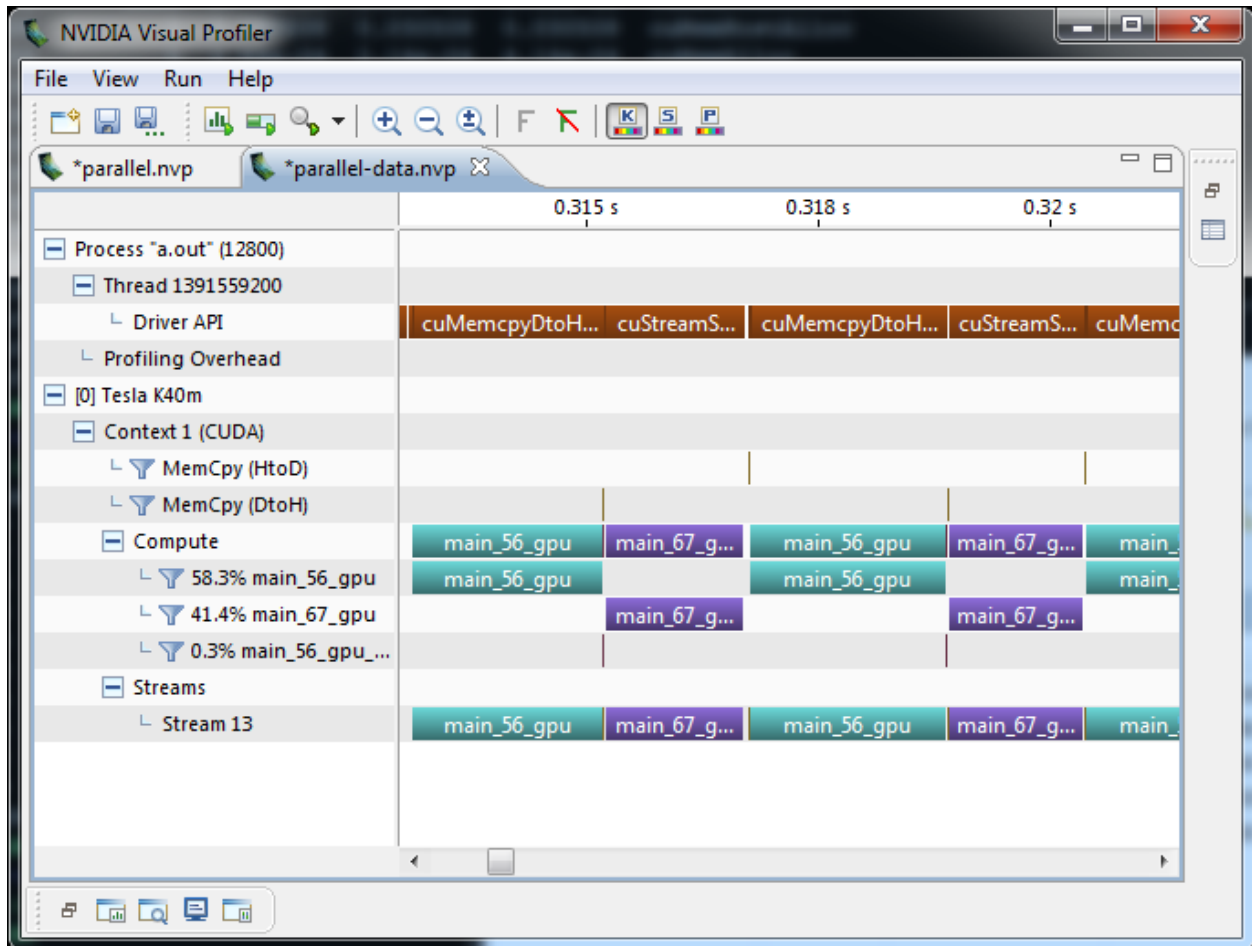 NVIDIA Visual Profiler
File View Run Help
K S P
*parallel.nvp *parallel-data.nvp
0.315 s 0.318 s 0.32 s
Process "a.out" (12800)
Thread 1391559200
Driver API cuMemcpyDtoH... cuStreamS... cuMemcpyDtoH... cuStreamS... cuMemc
Profiling Overhead
[0] Tesla K40m
Context 1 (CUDA)
MemCpy (HtoD)
MemCpy (DtoH)
Compute main_56_gpu main_67_g... main_56_gpu main_67_g... main_
58.3% main_56_gpu main_56_gpu main_56_gpu main_
41.4% main_67_gpu main_67_g... main_67_g...
0.3% main_56_gpu_...
Streams
Stream 13 main_56_gpu main_67_g... main_56_gpu main_67_g... main_